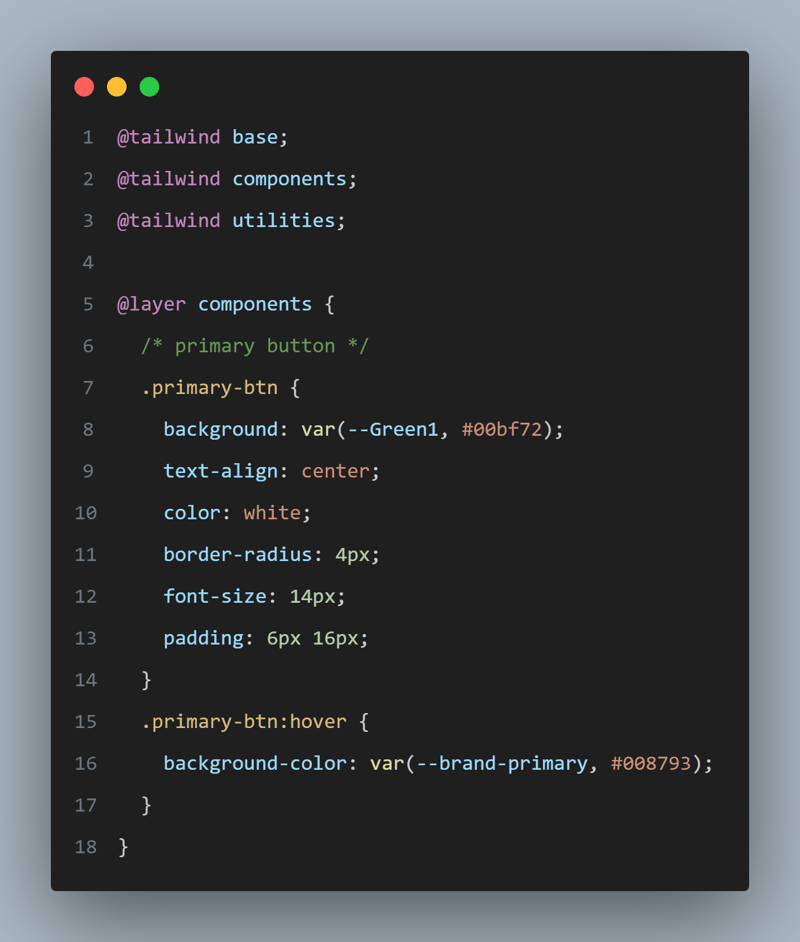 1 @tailwind base;
2 @tailwind components;
3 @tailwind utilities;
4
5 @layer components {
6 /* primary button */
7 .primary-btn {
8 background: var(--Green1, #00bf72);
9 text-align: center;
10 color: white;
11 border-radius: 4px;
12 font-size: 14px;
13 padding: 6px 16px;
14 }
15 .primary-btn:hover {
16 background-color: var(--brand-primary, #008793);
17 }
18 }